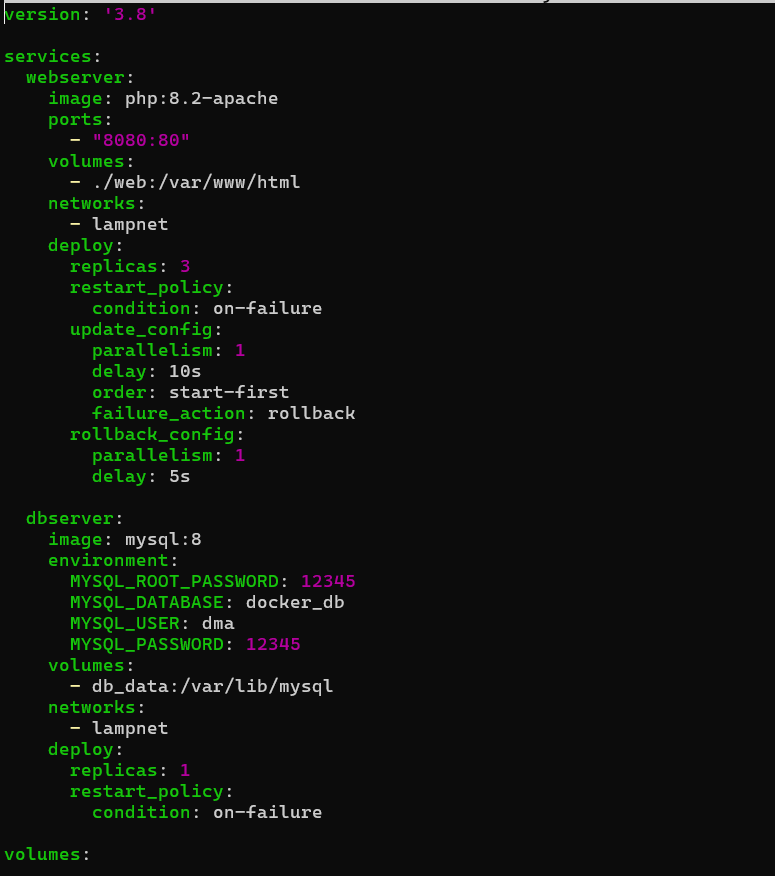 version: '3.8'

services:
  webserver:
    image: php:8.2-apache
    ports:
      - "8080:80"
    volumes:
      - ./web:/var/www/html
    networks:
      - lampnet
    deploy:
      replicas: 3
      restart_policy:
        condition: on-failure
      update_config:
        parallelism: 1
        delay: 10s
        order: start-first
        failure_action: rollback
      rollback_config:
        parallelism: 1
        delay: 5s

  dbserver:
    image: mysql:8
    environment:
      MYSQL_ROOT_PASSWORD: 12345
      MYSQL_DATABASE: docker_db
      MYSQL_USER: dma
      MYSQL_PASSWORD: 12345
    volumes:
      - db_data:/var/lib/mysql
    networks:
      - lampnet
    deploy:
      replicas: 1
      restart_policy:
        condition: on-failure

volumes: